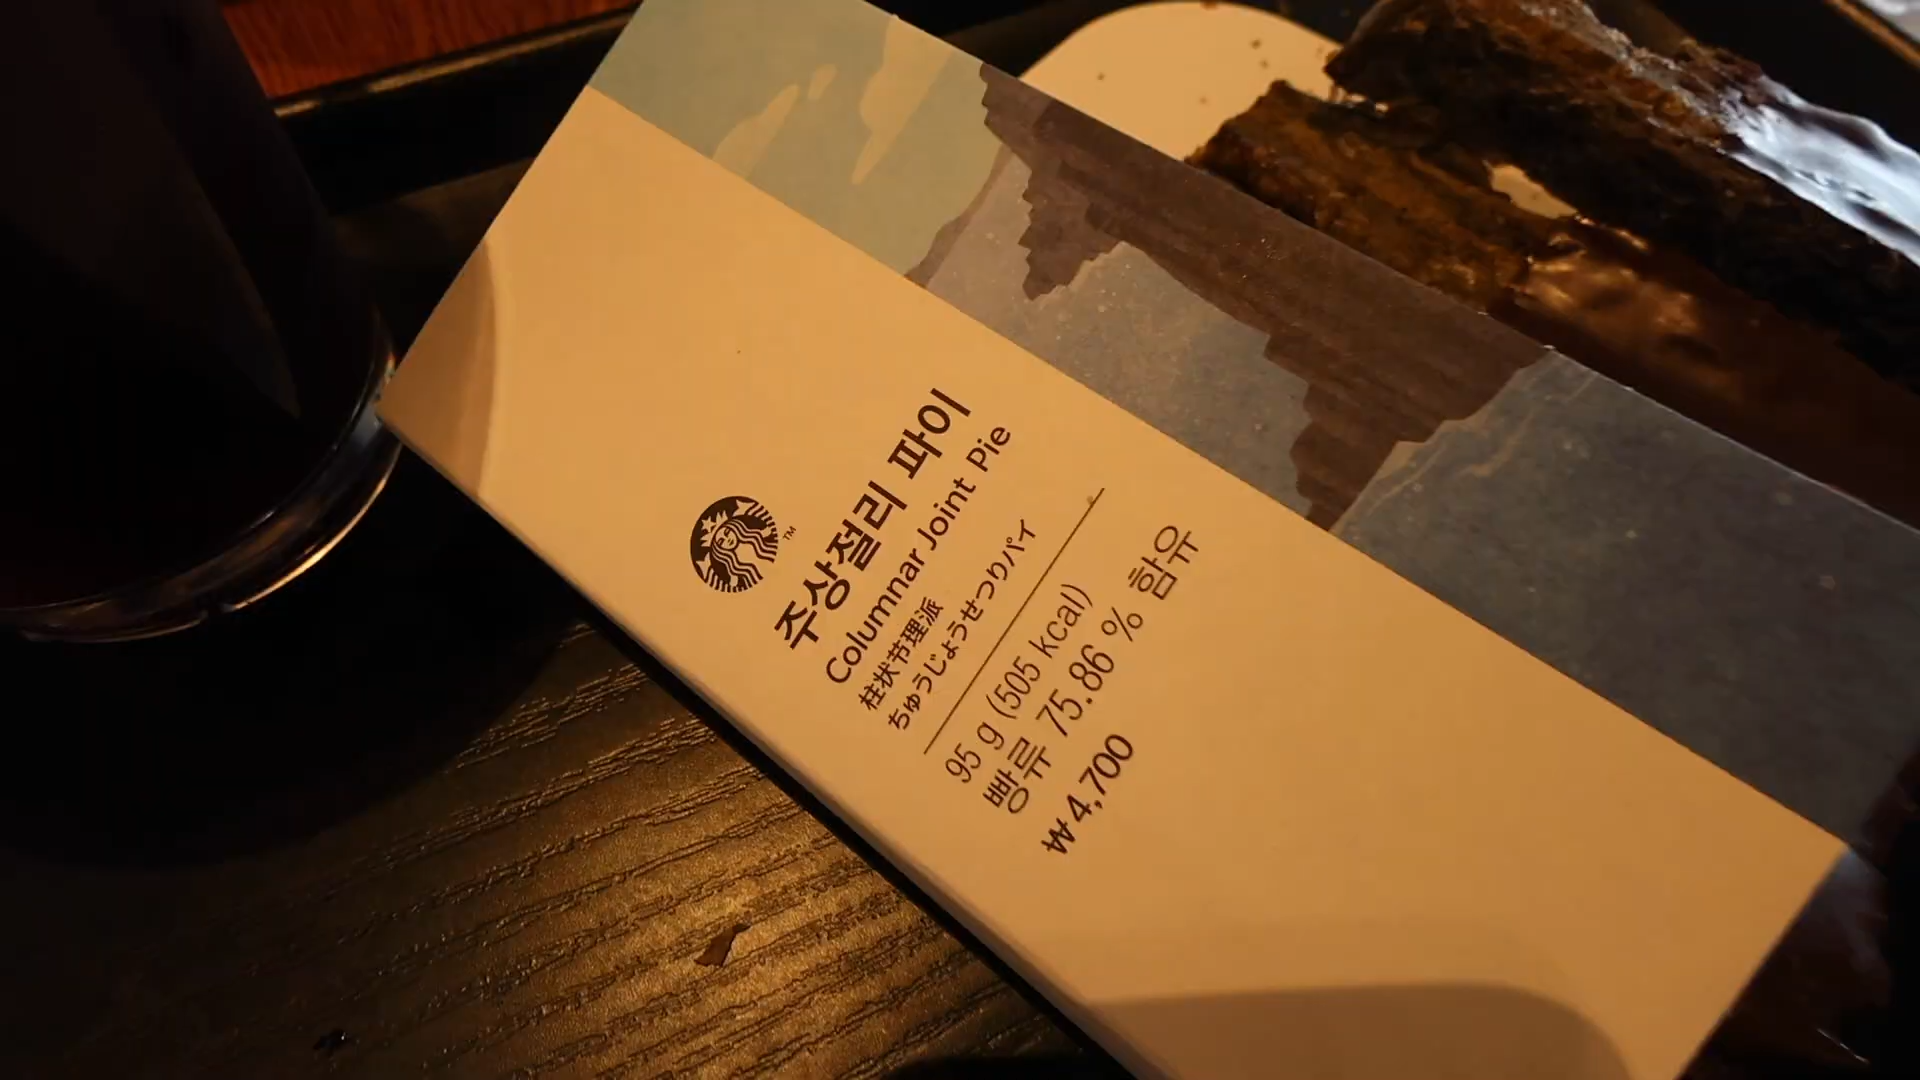 TM
주상절리 파이
Columnar Joint Pie
柱状节理派
ちゅうじょうせつりパイ
95 g (505 kcal)
빵류 75.86 % 함유
₩4,700